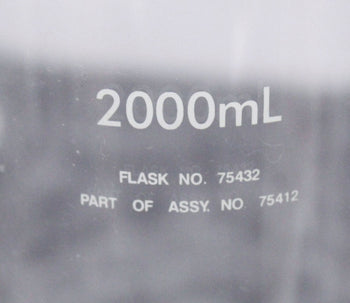 2000mL
FLASK NO. 75432
PART OF ASSY. NO 75412